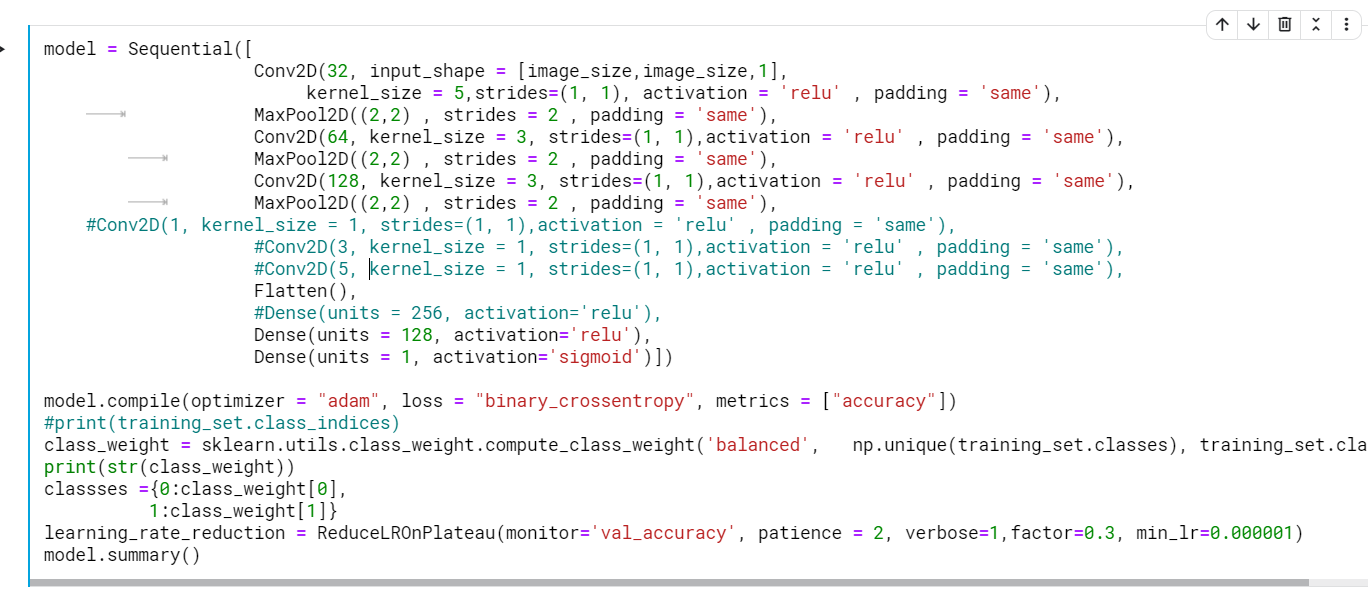 model = Sequential([
Conv2D(32, input_shape = [image_size,image_size,1],
kernel_size = 5,strides=(1, 1), activation = 'relu' , padding = 'same'),
MaxPool2D((2,2) , strides = 2 , padding = 'same'),
Conv2D(64, kernel_size = 3, strides=(1, 1),activation = 'relu' , padding = 'same'),
MaxPool2D((2,2) , strides = 2 , padding = 'same'),
Conv2D(128, kernel_size = 3, strides=(1, 1),activation = 'relu' , padding = 'same'),
MaxPool2D((2,2) , strides = 2 , padding = 'same'),
#Conv2D(1, kernel_size = 1, strides=(1, 1),activation = 'relu' , padding = 'same'),
#Conv2D(3, kernel_size = 1, strides=(1, 1),activation = 'relu' , padding = 'same'),
#Conv2D(5, kernel_size = 1, strides=(1, 1),activation = 'relu' , padding = 'same'),
Flatten(),
#Dense(units = 256, activation='relu'),
Dense(units = 128, activation='relu'),
Dense(units = 1, activation='sigmoid')])
model.compile(optimizer = "adam", loss = "binary_crossentropy", metrics = ["accuracy"])
#print(training_set.class_indices)
class_weight = sklearn.utils.class_weight.compute_class_weight('balanced',   np.unique(training_set.classes), training_set.cla
print(str(class_weight))
classses ={0:class_weight[0],
1:class_weight[1]}
learning_rate_reduction = ReduceLROnPlateau(monitor='val_accuracy', patience = 2, verbose=1,factor=0.3, min_lr=0.000001)
model.summary()